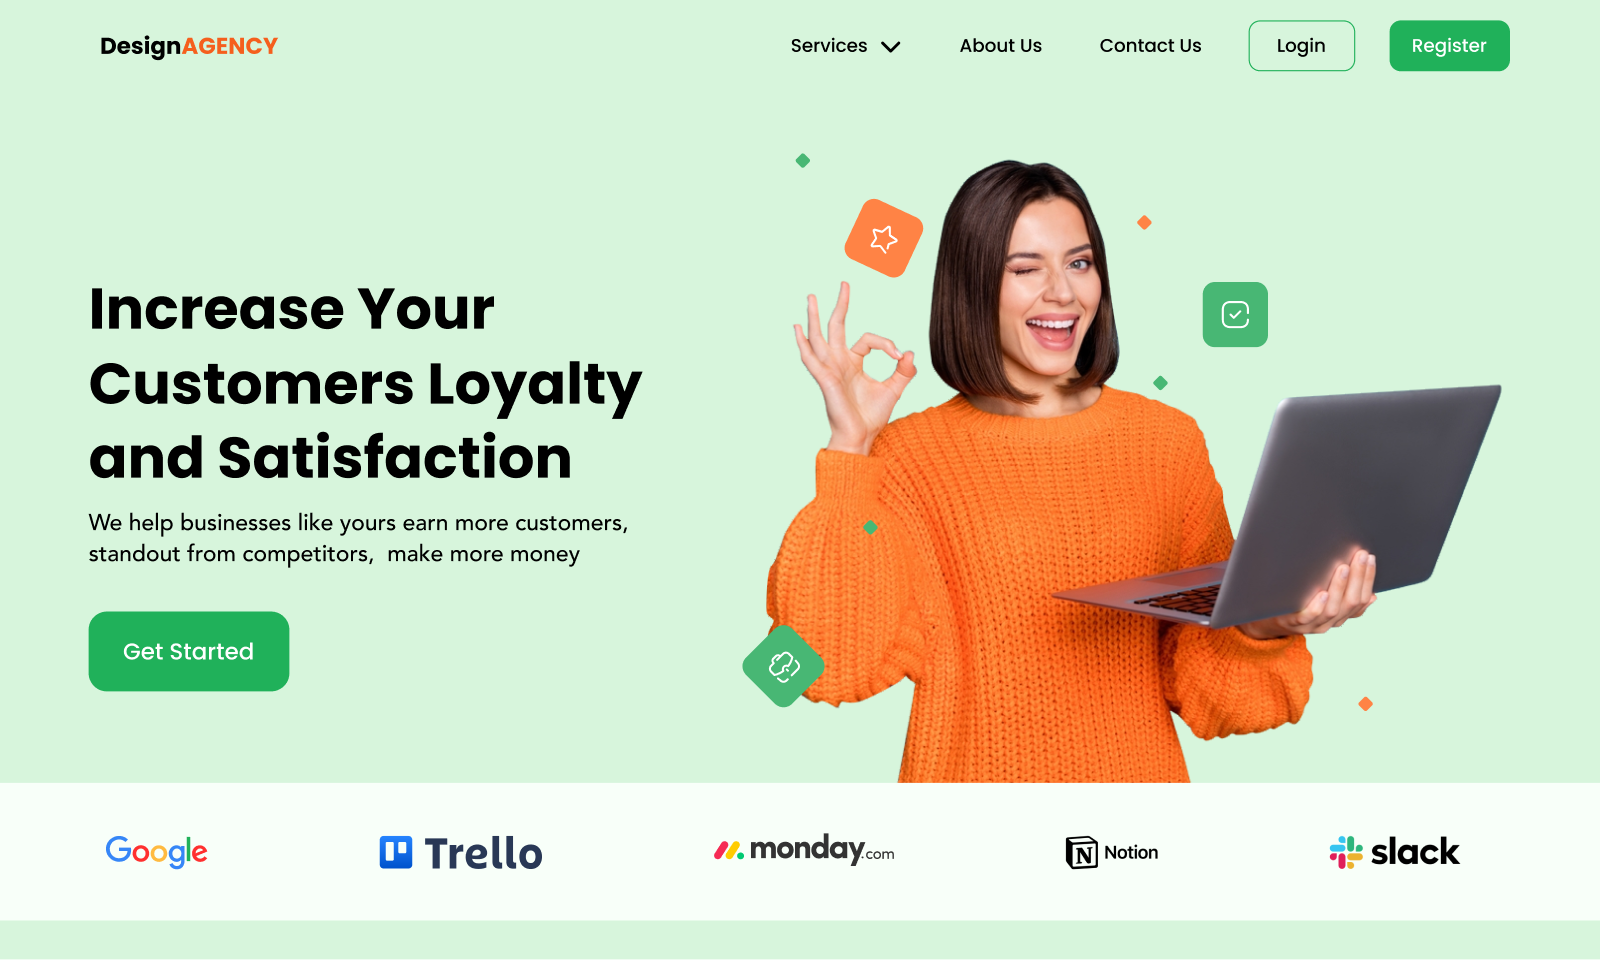 DesignAGENCY
Services
About Us
Contact Us
Login
Register
Increase Your
Customers Loyalty
and Satisfaction
We help businesses like yours earn more customers,
standout from competitors,  make more money
Get Started
Google
Trello
monday.com
N Notion
slack